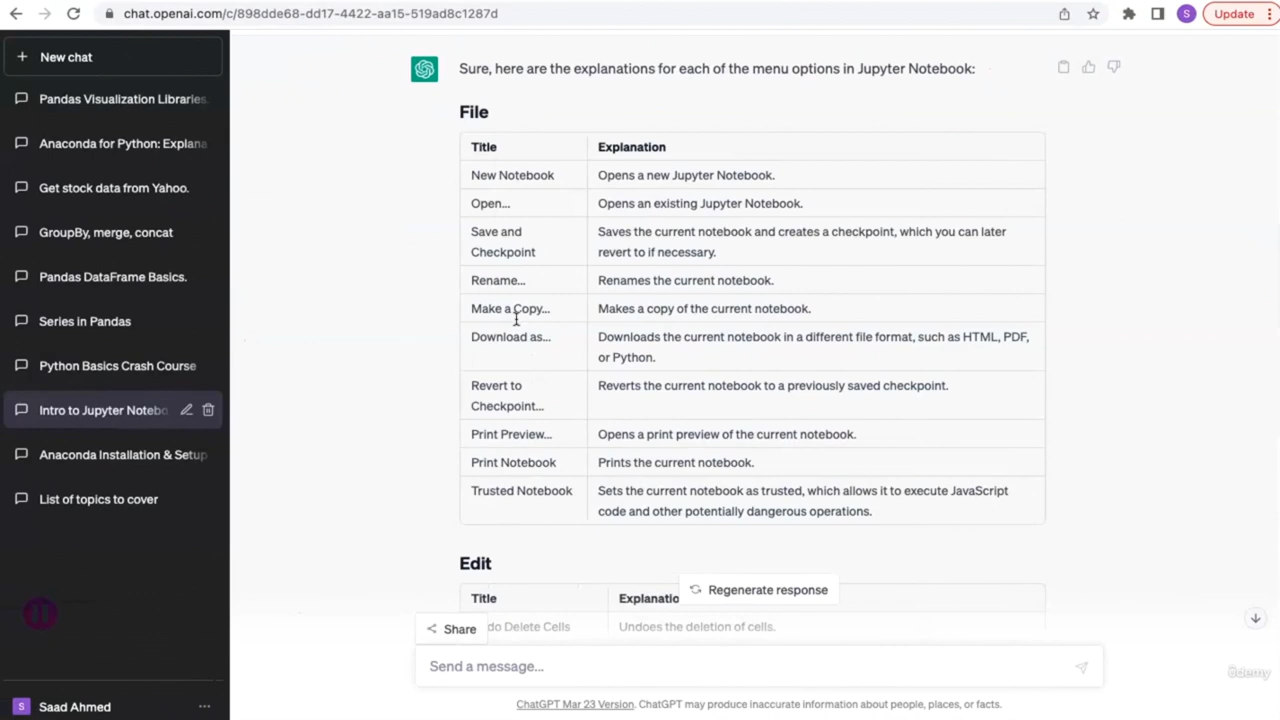 chat.openai.com/c/898dde68-dd17-4422-aa15-519ad8c1287d
S
Update
New chat
Pandas Visualization Libraries.
Anaconda for Python: Explana
Get stock data from Yahoo.
GroupBy, merge, concat
Pandas DataFrame Basics.
Series in Pandas
Python Basics Crash Course
Intro to Jupyter Notebo
Anaconda Installation & Setup
List of topics to cover
S Saad Ahmed ...
Sure, here are the explanations for each of the menu options in Jupyter Notebook:
File
Title Explanation
New Notebook Opens a new Jupyter Notebook.
Open... Opens an existing Jupyter Notebook.
Save and Saves the current notebook and creates a checkpoint, which you can later
Checkpoint revert to if necessary.
Rename... Renames the current notebook.
Make a Copy... Makes a copy of the current notebook.
Download as... Downloads the current notebook in a different file format, such as HTML, PDF,
or Python.
Revert to Reverts the current notebook to a previously saved checkpoint.
Checkpoint...
Print Preview... Opens a print preview of the current notebook.
Print Notebook Prints the current notebook.
Trusted Notebook Sets the current notebook as trusted, which allows it to execute JavaScript
code and other potentially dangerous operations.
Edit
Regenerate response
Title Explanatio
do Delete Cells Undoes the deletion of cells.
Share
Send a message...
ûdemy
ChatGPT Mar 23 Version. ChatGPT may produce inaccurate information about people, places, or facts.